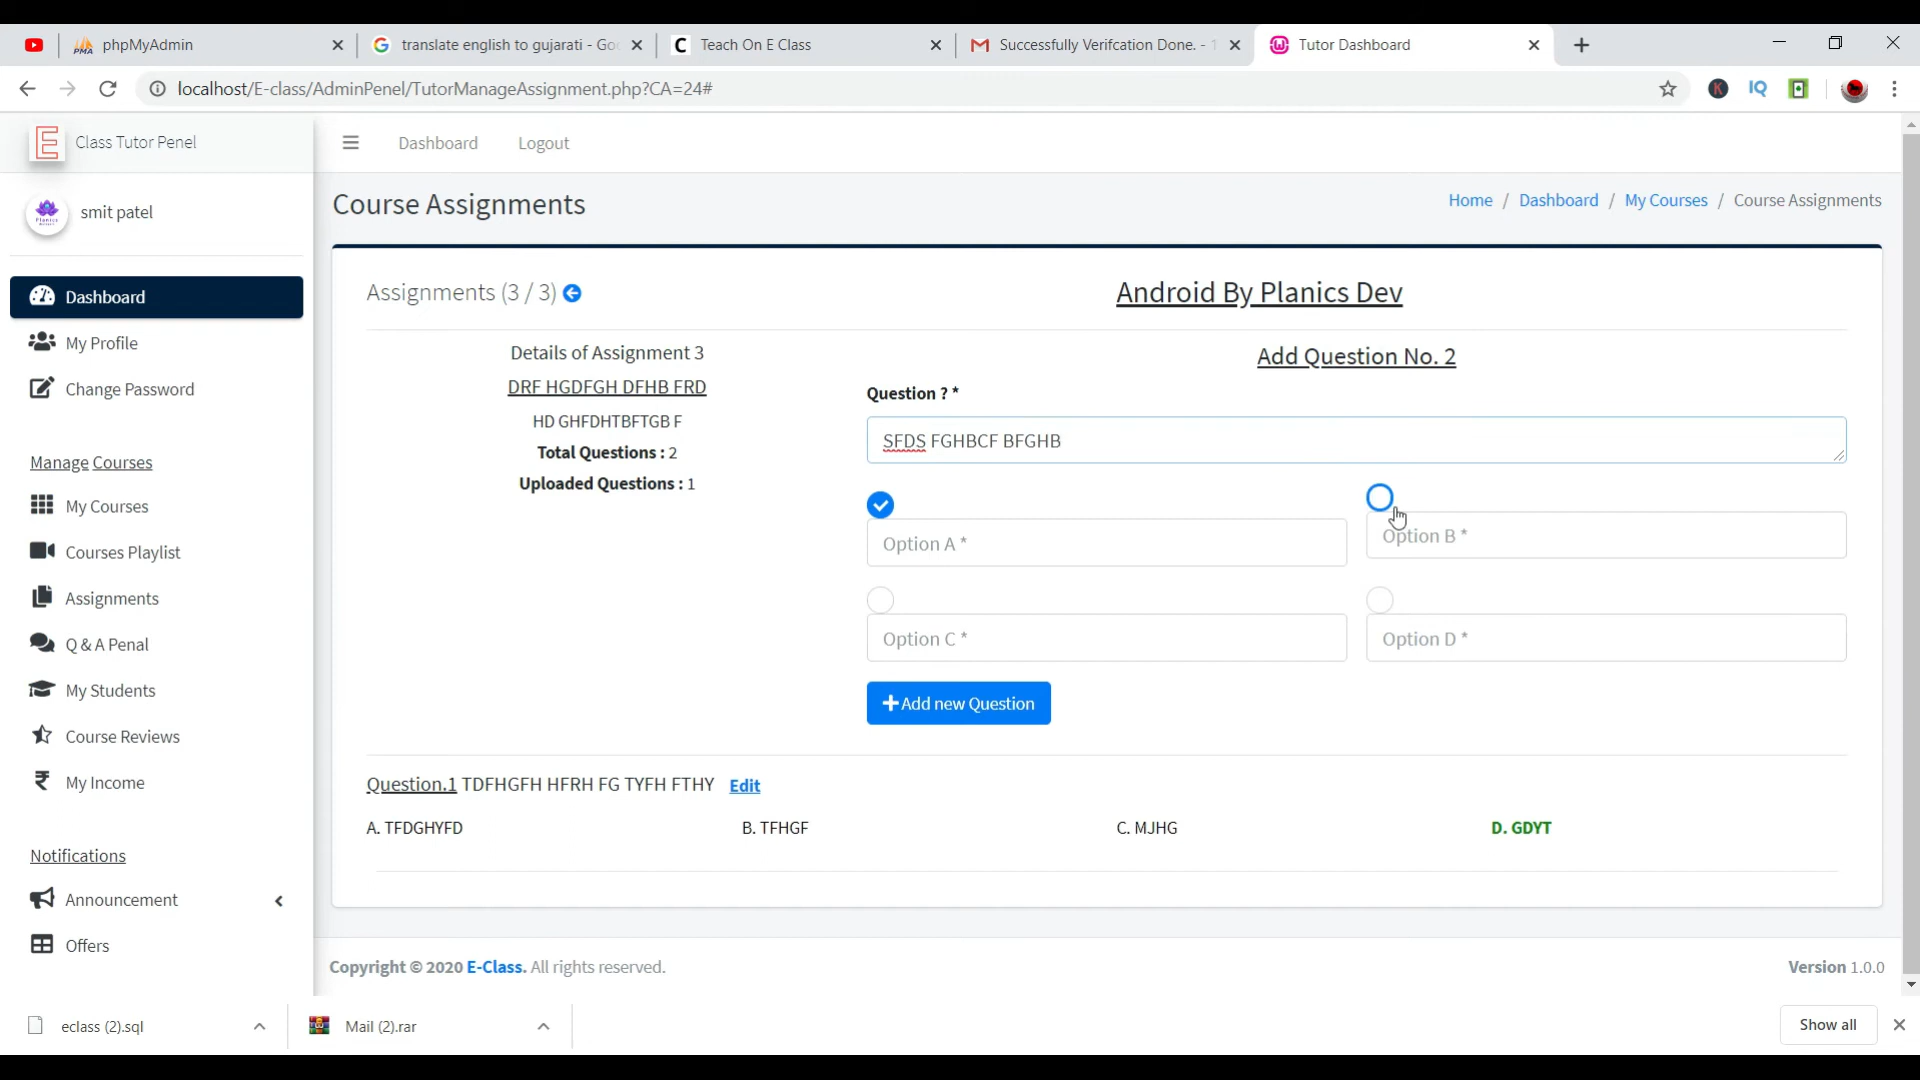 phpMyAdmin
translate english to gujarati - Goo
Teach On E Class
Successfully Verifcation Done. - 1
Tutor Dashboard
localhost/E-class/AdminPenel/TutorManageAssignment.php?CA=24#
Class Tutor Penel
Dashboard
Logout
smit patel
Course Assignments
Home / Dashboard / My Courses / Course Assignments
Dashboard
My Profile
Change Password
Manage Courses
My Courses
Courses Playlist
Assignments
Q & A Penal
My Students
Course Reviews
My Income
Notifications
Announcement
Offers
Assignments (3 / 3)
Android By Planics Dev
Details of Assignment 3
DRF HGDFGH DFHB FRD
HD GHFDHTBFTGB F
Total Questions : 2
Uploaded Questions : 1
Add Question No. 2
Question ? *
SFDS FGHBCF BFGHB
Option A *
Option B *
Option C *
Option D *
Add new Question
Question.1 TDFHGFH HFRH FG TYFH FTHY Edit
A. TFDGHYFD
B. TFHGF
C. MJHG
D. GDYT
Copyright © 2020 E-Class. All rights reserved.
Version 1.0.0
eclass (2).sql
Mail (2).rar
Show all